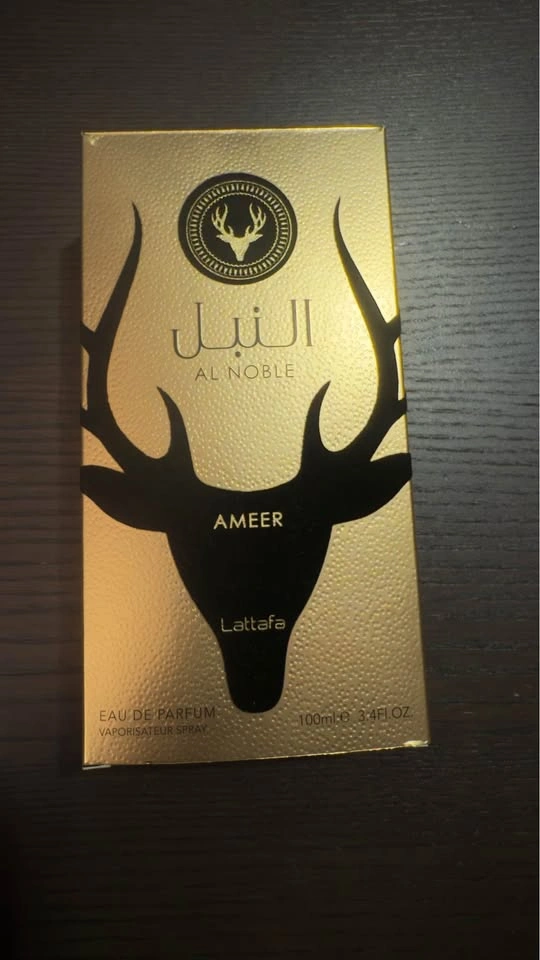 النبل
AL NOBLE
AMEER
Lattafa
EAU DE PARFUM
VAPORISATEUR SPRAY
100ml ℮ 3.4Fl OZ.